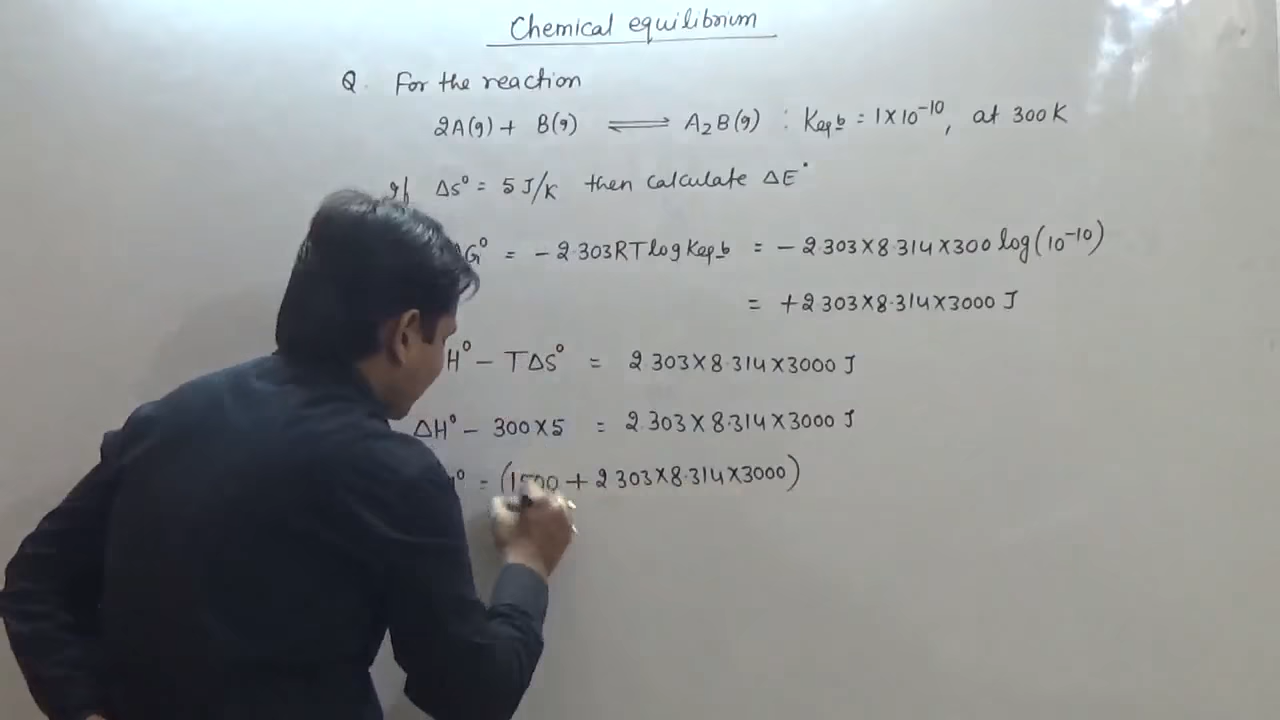 Chemical equilibrium
Q. For the reaction
2A(g) + B(g) ⇌ A₂B(g) : Keqb = 1×10⁻¹⁰, at 300 K
If ΔS° = 5 J/K then calculate ΔE°
G° = − 2.303RT log Keqb = − 2.303×8.314×300 log(10⁻¹⁰)
= +2.303×8.314×3000 J
H° − TΔS° = 2.303×8.314×3000 J
ΔH° − 300×5 = 2.303×8.314×3000 J
° = (1500 + 2.303×8.314×3000)